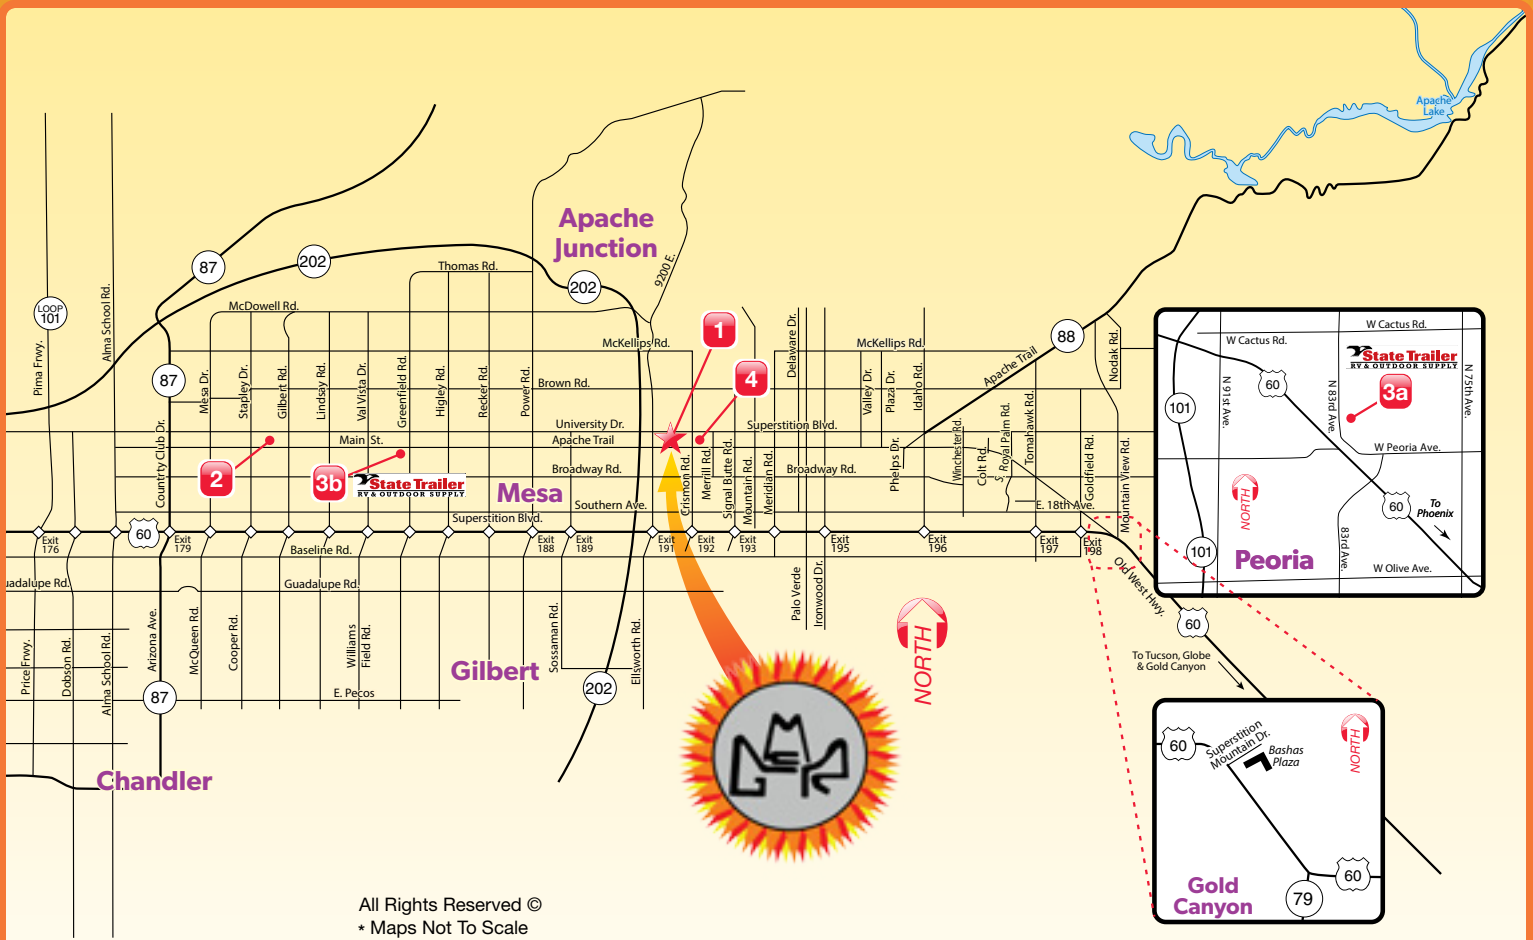 Apache
Lake
Apache
Junction
87
202
202
Thomas Rd.
9200 E.
McDowell Rd.
LOOP
101
Alma School Rd.
Pima Frwy.
87
McKellips Rd.
McKellips Rd.
1
4
Delaware Dr.
88
Apache Trail
Nodak Rd.
Mesa Dr.
Stapley Dr.
Gilbert Rd.
Lindsey Rd.
Val Vista Dr.
Greenfield Rd.
Higley Rd.
Recker Rd.
Power Rd.
Brown Rd.
Valley Dr.
Plaza Dr.
Idaho Rd.
University Dr.
Superstition Blvd.
Main St.
Apache Trail
Country Club Dr.
2
3b
State Trailer
RV & OUTDOOR SUPPLY
Mesa
Broadway Rd.
Broadway Rd.
Crismon Rd.
Merrill Rd.
Signal Butte Rd.
Mountain Rd.
Meridian Rd.
Phelps Dr.
Winchester Rd.
Colt Rd.
S. Royal Palm Rd.
Tomahawk Rd.
Goldfield Rd.
Mountain View Rd.
Southern Ave.
E. 18th Ave.
Superstition Blvd.
60
Exit
176
Exit
179
Exit
188
Exit
189
Exit
191
Exit
192
Exit
193
Exit
195
Exit
196
Exit
197
Exit
198
Baseline Rd.
uadalupe Rd.
Guadalupe Rd.
Old West Hwy.
Palo Verde
Ironwood Dr.
Price Frwy.
Dobson Rd.
Alma School Rd.
Arizona Ave.
McQueen Rd.
Cooper Rd.
Williams
Field Rd.
Gilbert
Sossaman Rd.
Ellsworth Rd.
202
E. Pecos
87
Chandler
NORTH
60
To Tucson, Globe
& Gold Canyon
W Cactus Rd.
W Cactus Rd.
State Trailer
RV & OUTDOOR SUPPLY
3a
60
101
N 91st Ave.
N 83rd Ave.
N 75th Ave.
W Peoria Ave.
NORTH
60
To
Phoenix
101
Peoria
83rd Ave.
W Olive Ave.
60
Superstition
Mountain Dr.
Bashas
Plaza
NORTH
60
79
Gold
Canyon
GMR
All Rights Reserved ©
* Maps Not To Scale